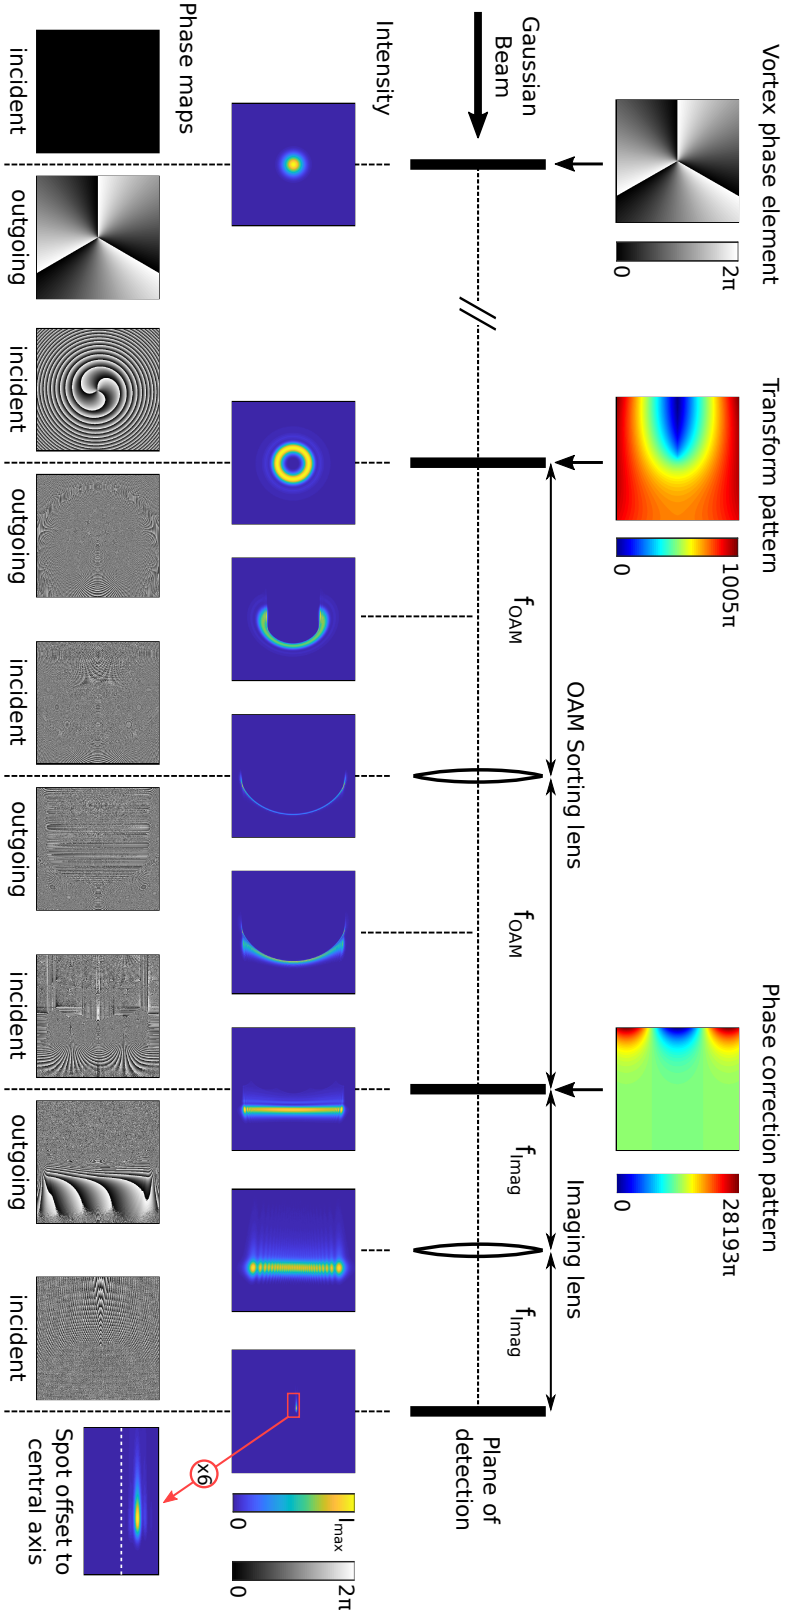 Vortex phase element
2π
0
Transform pattern
1005π
0
Phase correction pattern
28193π
0
Gaussian
Beam
OAM Sorting lens
Imaging lens
f_OAM
f_OAM
f_Imag
f_Imag
Plane of
detection
Intensity
I_max
0
2π
0
x6
Phase maps
incident
outgoing
incident
outgoing
incident
outgoing
incident
outgoing
incident
Spot offset to
central axis